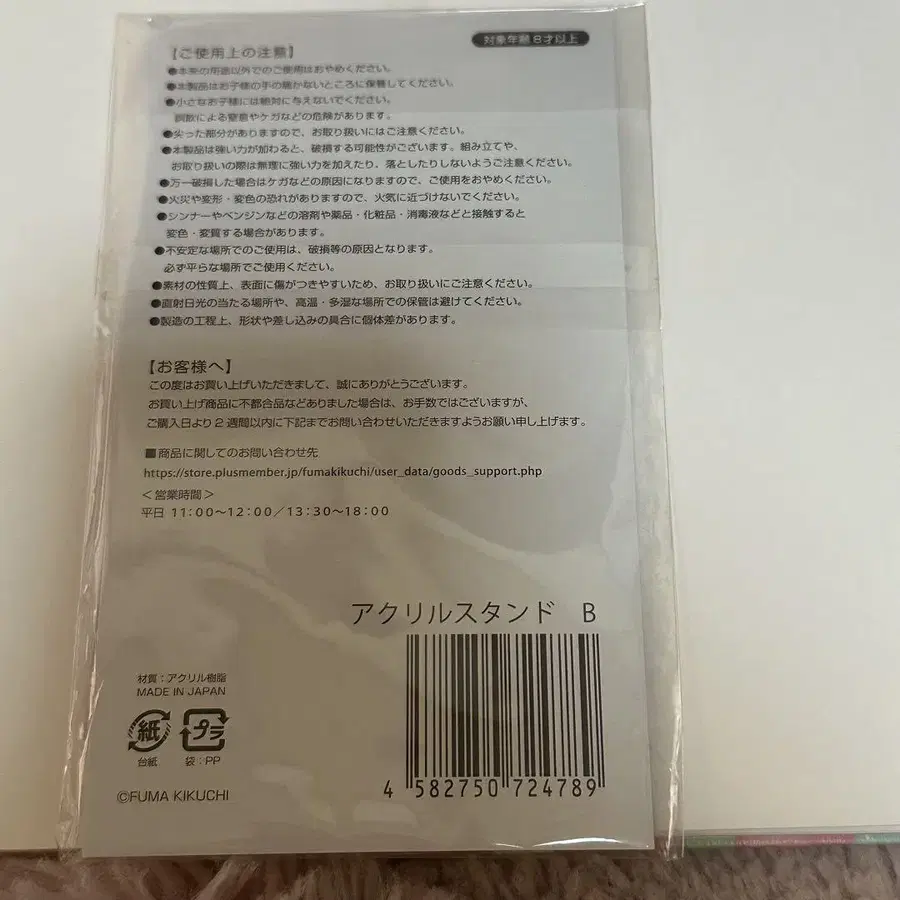 対象年齢8才以上
【ご使用上の注意】
●本来の用途以外でのご使用はおやめください。
●本製品はお子様の手の届かないところに保管してください。
●小さなお子様には絶対に与えないでください。
誤飲による窒息やケガなどの危険があります。
●尖った部分がありますので、お取り扱いにはご注意ください。
●本製品は強い力が加わると、破損する可能性がございます。組み立てや、
お取り扱いの際は無理に強い力を加えたり、落としたりしないようご注意ください。
●万一破損した場合はケガなどの原因になりますので、ご使用をおやめください。
●火災や変形・変色の恐れがありますので、火気に近づけないでください。
●シンナーやベンジンなどの溶剤や薬品・化粧品・消毒液などと接触すると
変色・変質する場合があります。
●不安定な場所でのご使用は、破損等の原因となります。
必ず平らな場所でご使用ください。
●素材の性質上、表面に傷がつきやすいため、お取り扱いにご注意ください。
●直射日光の当たる場所や、高温・多湿な場所での保管は避けてください。
●製造の工程上、形状や差し込みの具合に個体差があります。
【お客様へ】
この度はお買い上げいただきまして、誠にありがとうございます。
お買い上げ商品に不都合品などありました場合は、お手数ではございますが、
ご購入日より2週間以内に下記までお問い合わせいただきますようお願い申し上げます。
■商品に関してのお問い合わせ先
https://store.plusmember.jp/fumakikuchi/user_data/goods_support.php
＜営業時間＞
平日 11:00～12:00／13:30～18:00
アクリルスタンド B
材質：アクリル樹脂
MADE IN JAPAN
紙 プラ
台紙 袋：PP
4 582750 724789
©FUMA KIKUCHI